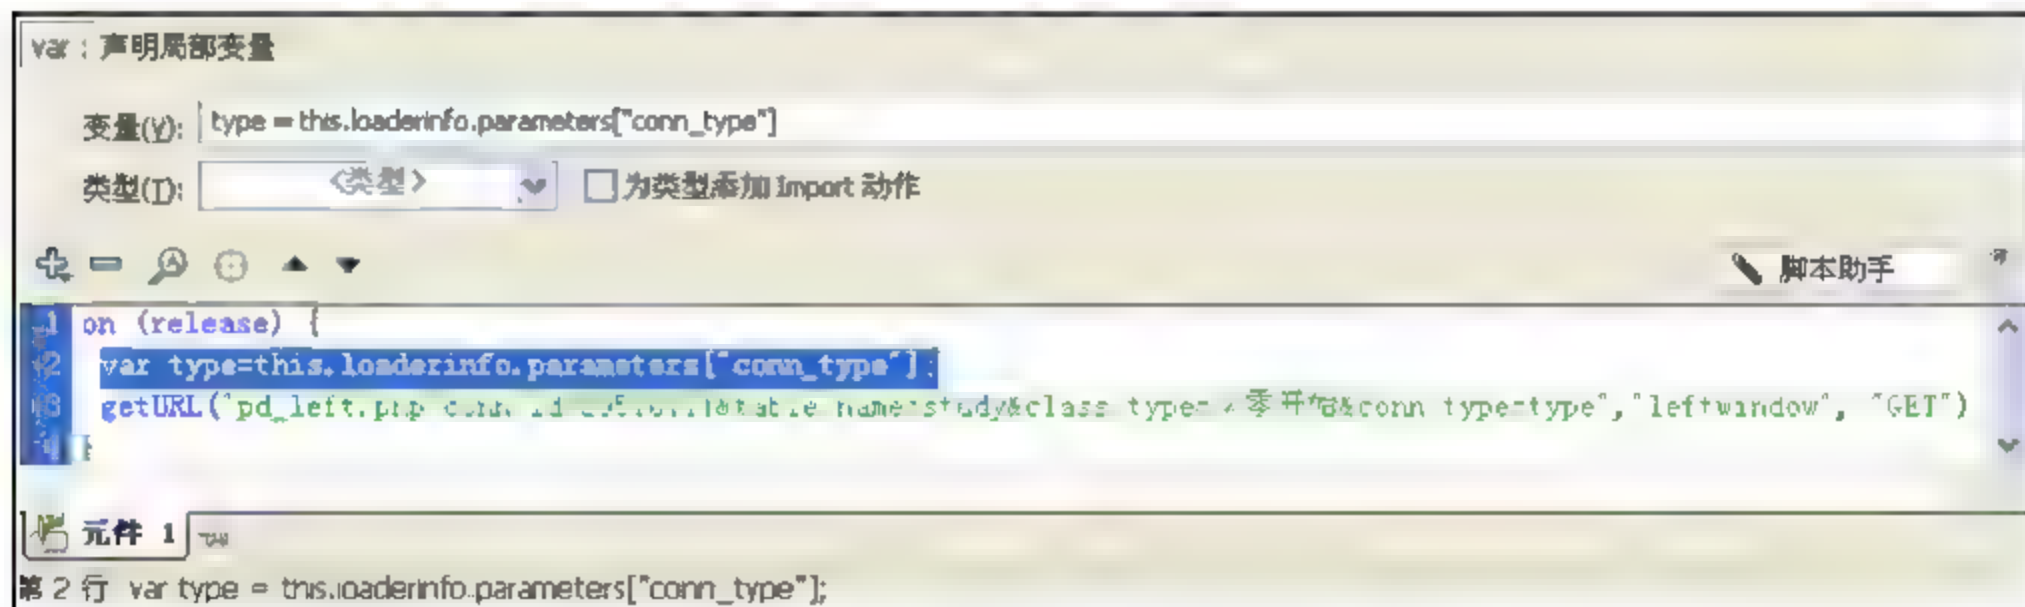 var : 声明局部变量
变量(V): type = this.loaderinfo.parameters["conn_type"]
类型(T): <类型> 为类型添加 import 动作
脚本助手
1 on (release) {
2 var type=this.loaderinfo.parameters["conn_type"];
3 getURL("pd_left.php table name=study&class type= &conn type=type","leftwindow", "GET")
}
元件 1
第 2 行 var type = this.loaderinfo.parameters["conn_type"];